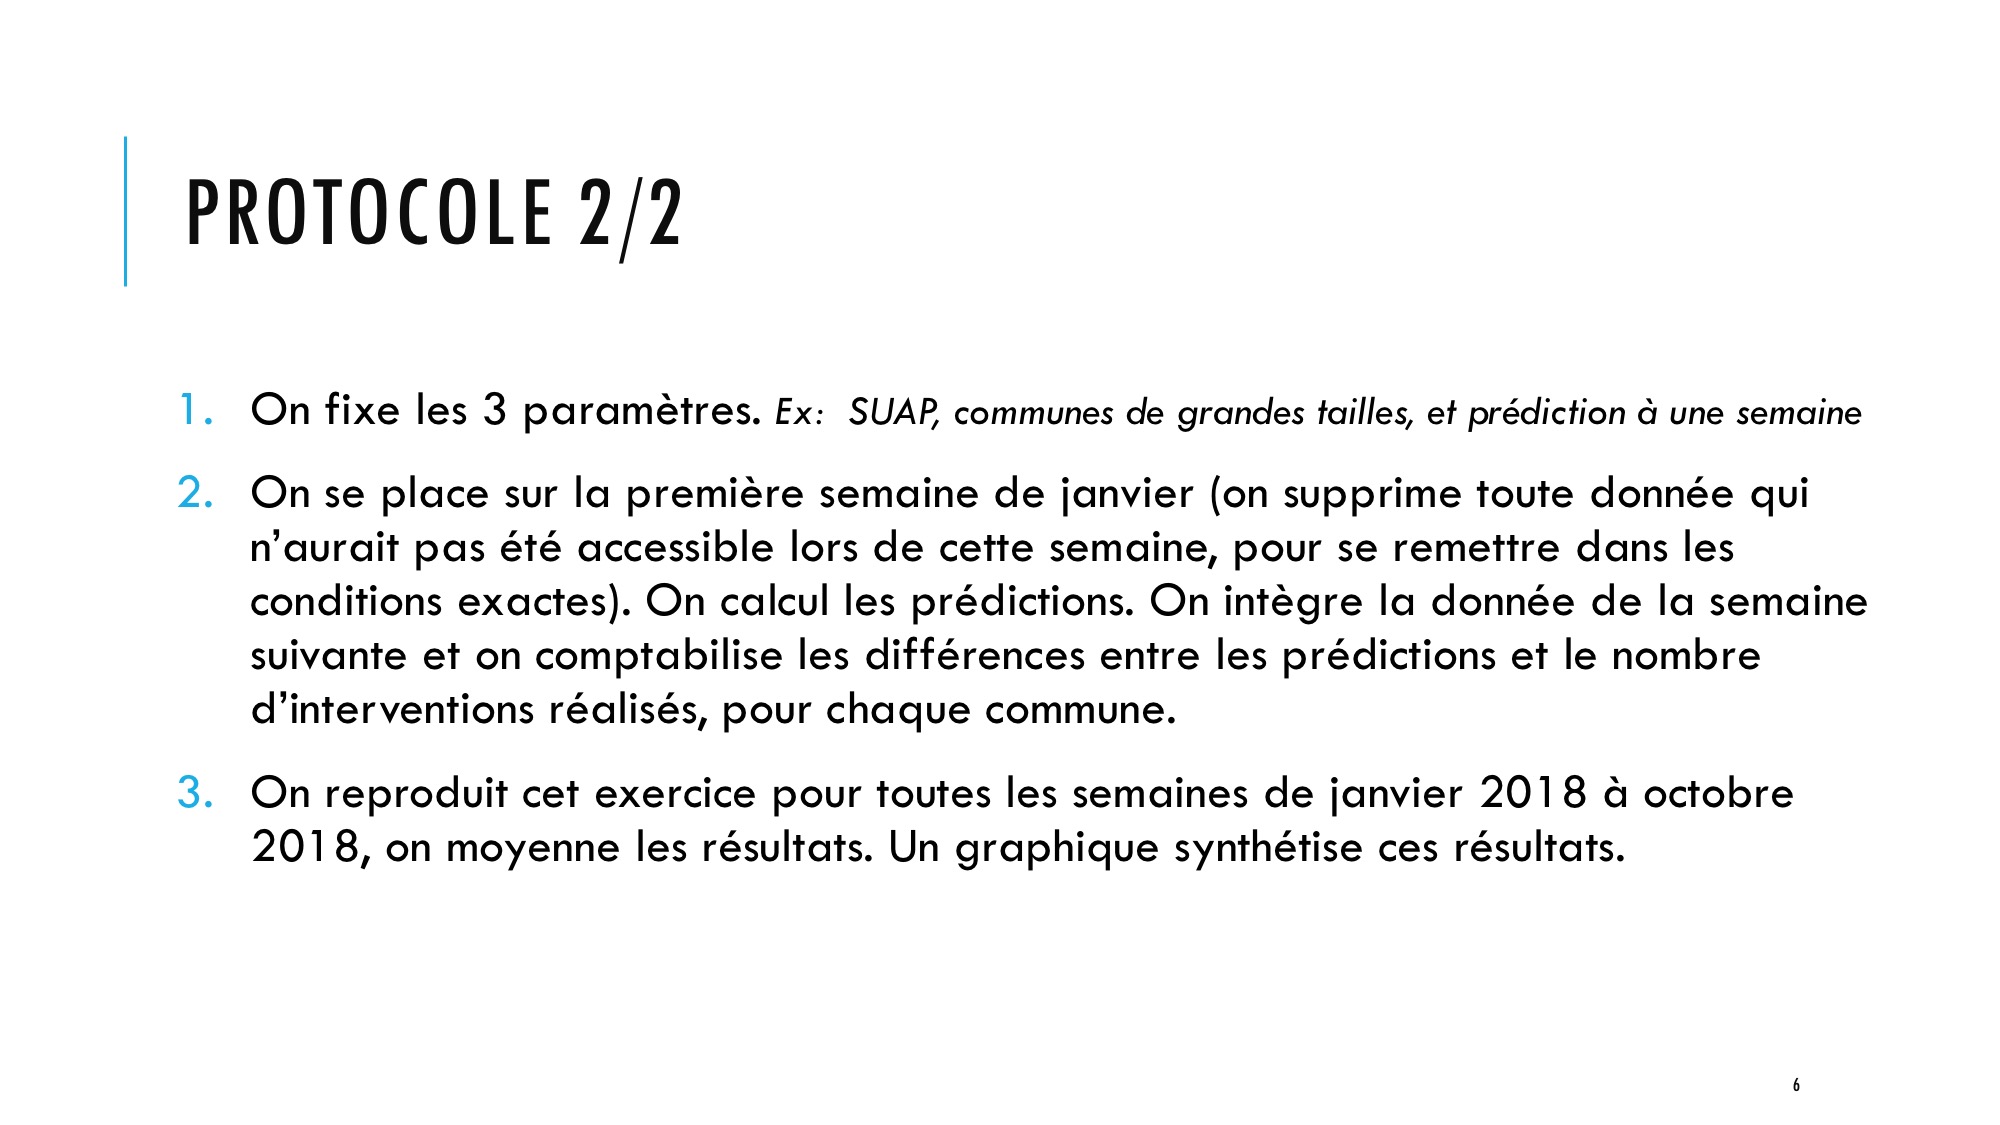 PROTOCOLE 2/2
1. On fixe les 3 paramètres. Ex: SUAP, communes de grandes tailles, et prédiction à une semaine
2. On se place sur la première semaine de janvier (on supprime toute donnée qui
n’aurait pas été accessible lors de cette semaine, pour se remettre dans les
conditions exactes). On calcul les prédictions. On intègre la donnée de la semaine
suivante et on comptabilise les différences entre les prédictions et le nombre
d’interventions réalisés, pour chaque commune.
3. On reproduit cet exercice pour toutes les semaines de janvier 2018 à octobre
2018, on moyenne les résultats. Un graphique synthétise ces résultats.
6